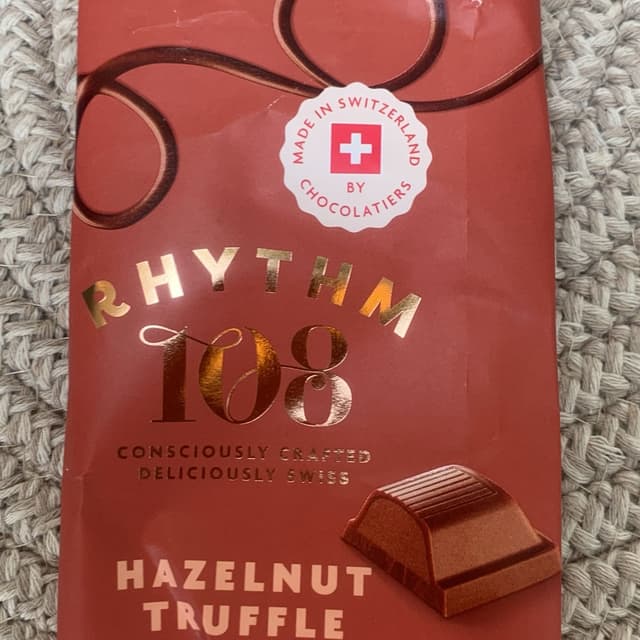 MADE IN SWITZERLAND
BY
CHOCOLATIERS
RHYTHM
108
CONSCIOUSLY CRAFTED
DELICIOUSLY SWISS
HAZELNUT
TRUFFLE